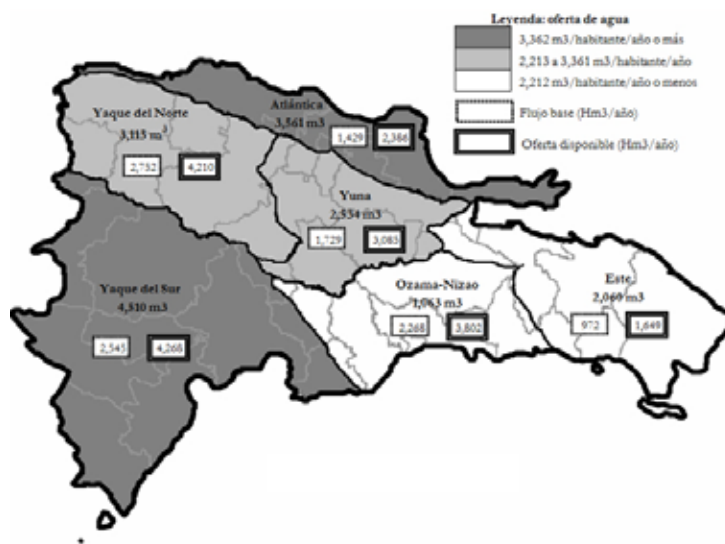 Leyenda: oferta de agua
3,362 m3/habitante/año o más
2,213 a 3,361 m3/habitante/año
2,212 m3/habitante/año o menos
Flujo base (Hm3/año)
Oferta disponible (Hm3/año)
Atlántica
3,561 m3
1,429
2,386
Yaque del Norte
3,115 m3
2,732
4,210
Yuna
2,534 m3
1,729
3,085
Yaque del Sur
4,510 m3
2,545
4,268
Ozama-Nizao
1,063 m3
2,268
3,802
Este
2,060 m3
972
1,649